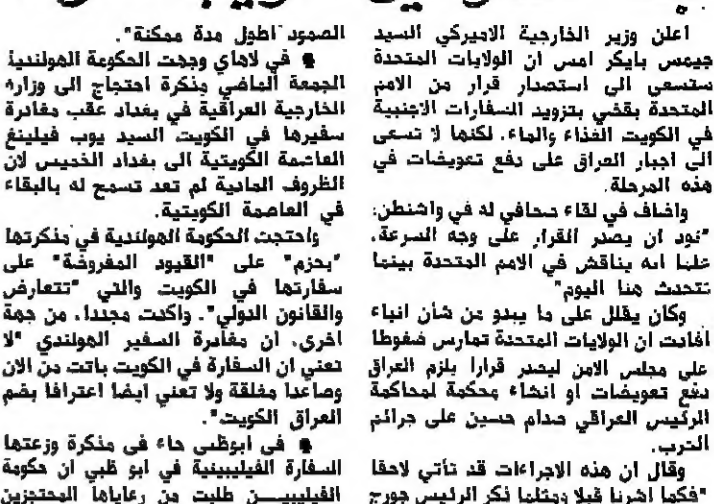 اعلن وزير الخارجية الاميركي السيد
جيمس بايكر امس ان الولايات المتحدة
ستسعى الى استصدار قرار من الامم
المتحدة يقضي بتزويد السفارات الاجنبية
في الكويت الغذاء والماء، لكنها لا تسعى
الى اجبار العراق على دفع تعويضات في
هذه المرحلة.
واضاف في لقاء صحافي له في واشنطن:
"نود ان يصدر القرار على وجه السرعة،
علما انه يناقش في الامم المتحدة بينما
نتحدث هنا اليوم"
وكان يقلل على ما يبدو من شأن انباء
افادت ان الولايات المتحدة تمارس ضغوطا
على مجلس الامن ليصدر قرارا يلزم العراق
دفع تعويضات او انشاء محكمة لمحاكمة
الرئيس العراقي صدام حسين على جرائم
الحرب.
وقال ان هذه الاجراءات قد تأتي لاحقا
"فكما اشرنا قبلا ومثلما ذكر الرئيس جورج
الصمود اطول مدة ممكنة".
● في لاهاي وجهت الحكومة الهولندية
الجمعة الماضي مذكرة احتجاج الى وزارة
الخارجية العراقية في بغداد عقب مغادرة
سفيرها في الكويت السيد يوب فيلينغ
العاصمة الكويتية الى بغداد الخميس لان
الظروف المادية لم تعد تسمح له بالبقاء
في العاصمة الكويتية.
واحتجت الحكومة الهولندية في مذكرتها
"بحزم" على "القيود المفروضة" على
سفارتها في الكويت والتي "تتعارض
والقانون الدولي". واكدت مجددا، من جهة
اخرى، ان مغادرة السفير الهولندي "لا
تعني ان السفارة في الكويت باتت من الان
وصاعدا مغلقة ولا تعني ايضا اعترافا بضم
العراق الكويت".
● في ابوظبي جاء في مذكرة وزعتها
السفارة الفيليبينية في ابو ظبي ان حكومة
الفيليبيـــن طلبت من رعاياها المحتجزين